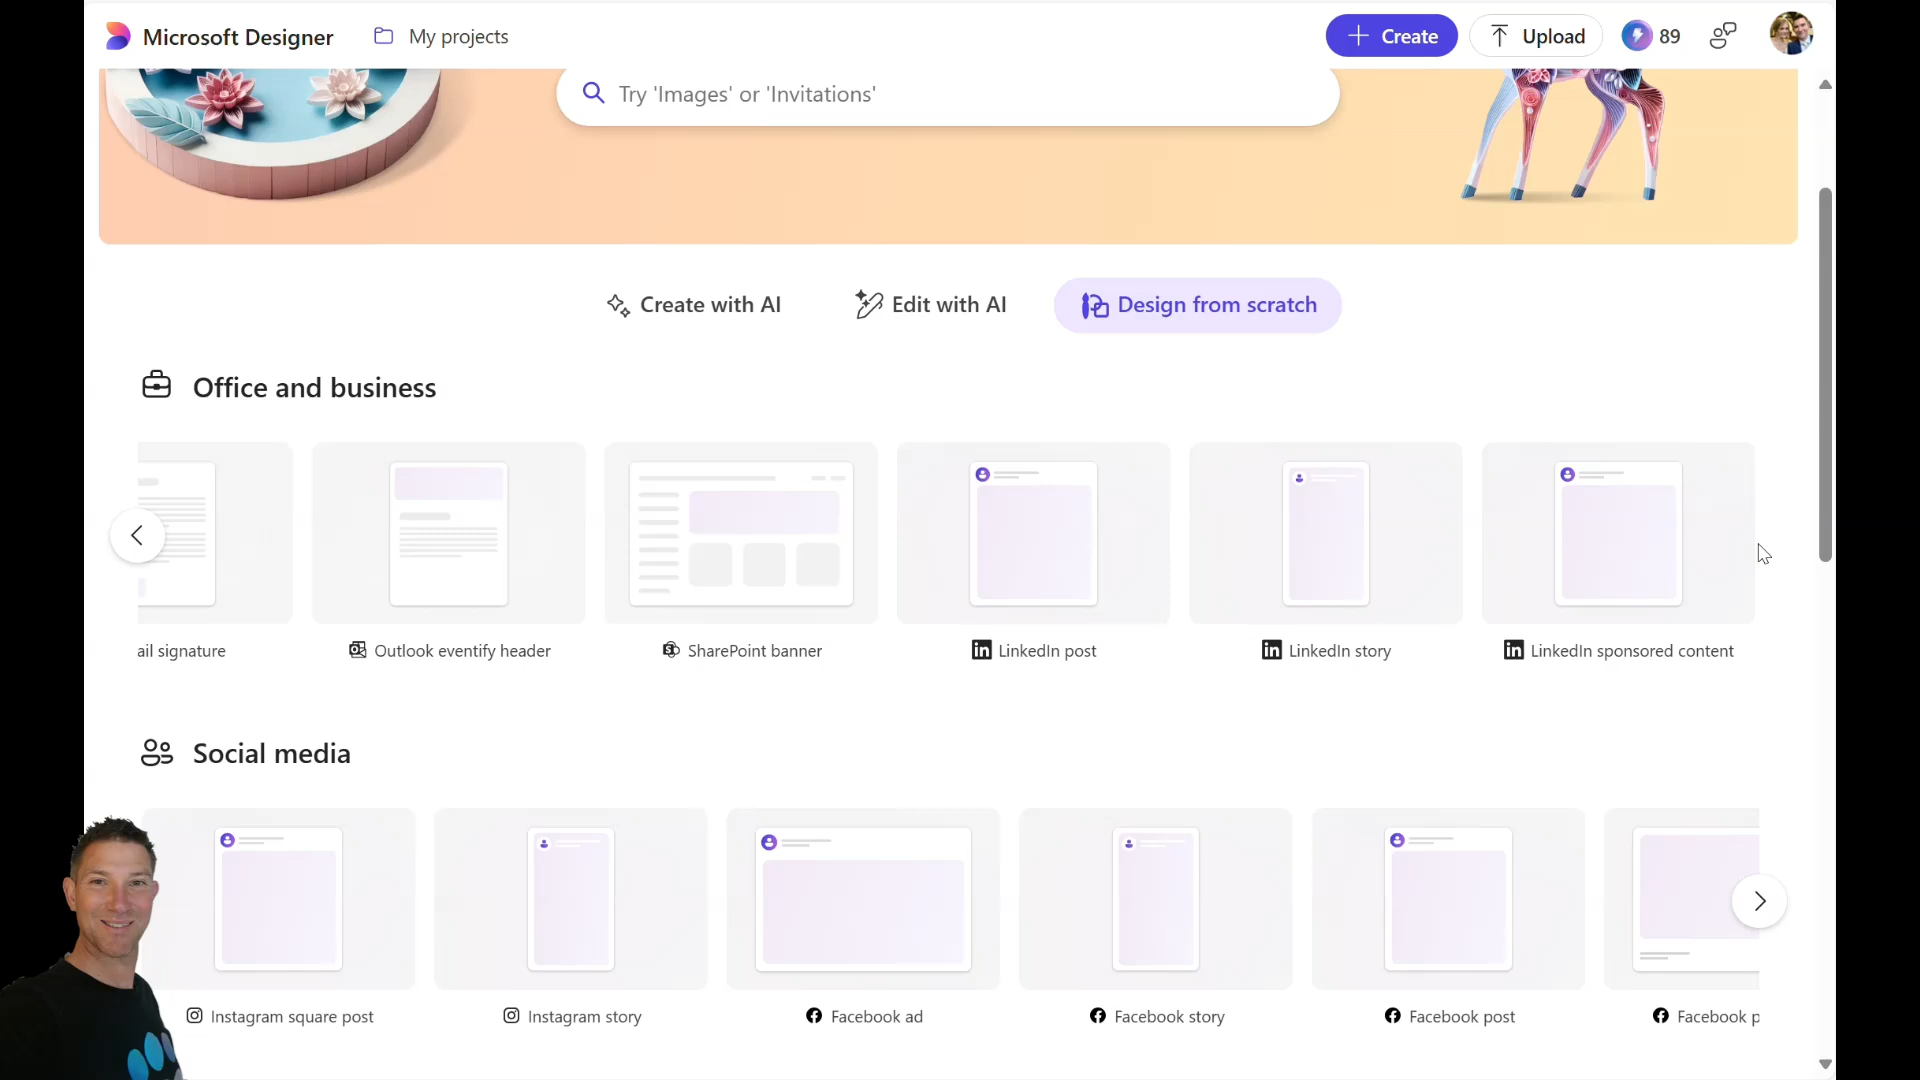 Microsoft Designer
My projects
Create
Upload
89
Try 'Images' or 'Invitations'
Create with AI
Edit with AI
Design from scratch
Office and business
ail signature
Outlook eventify header
SharePoint banner
LinkedIn post
LinkedIn story
LinkedIn sponsored content
Social media
Instagram square post
Instagram story
Facebook ad
Facebook story
Facebook post
Facebook p